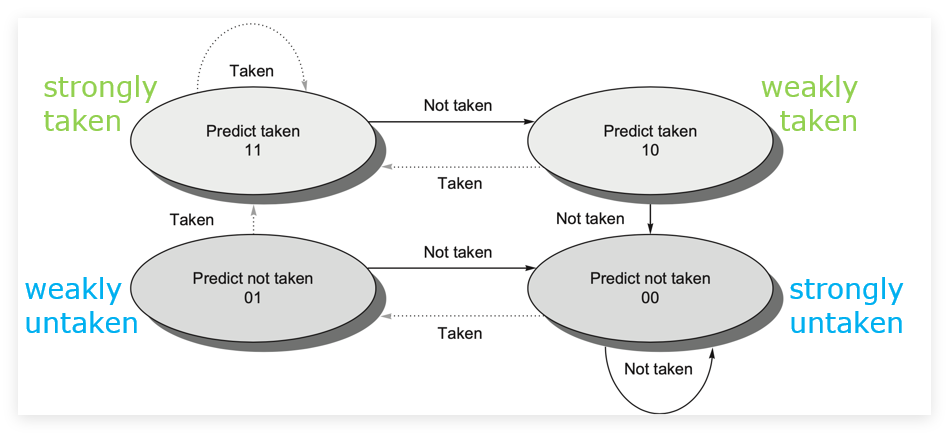 Taken
strongly
taken
Predict taken
11
Not taken
Predict taken
10
weakly
taken
Taken
Taken
Not taken
weakly
untaken
Predict not taken
01
Not taken
Predict not taken
00
strongly
untaken
Taken
Not taken